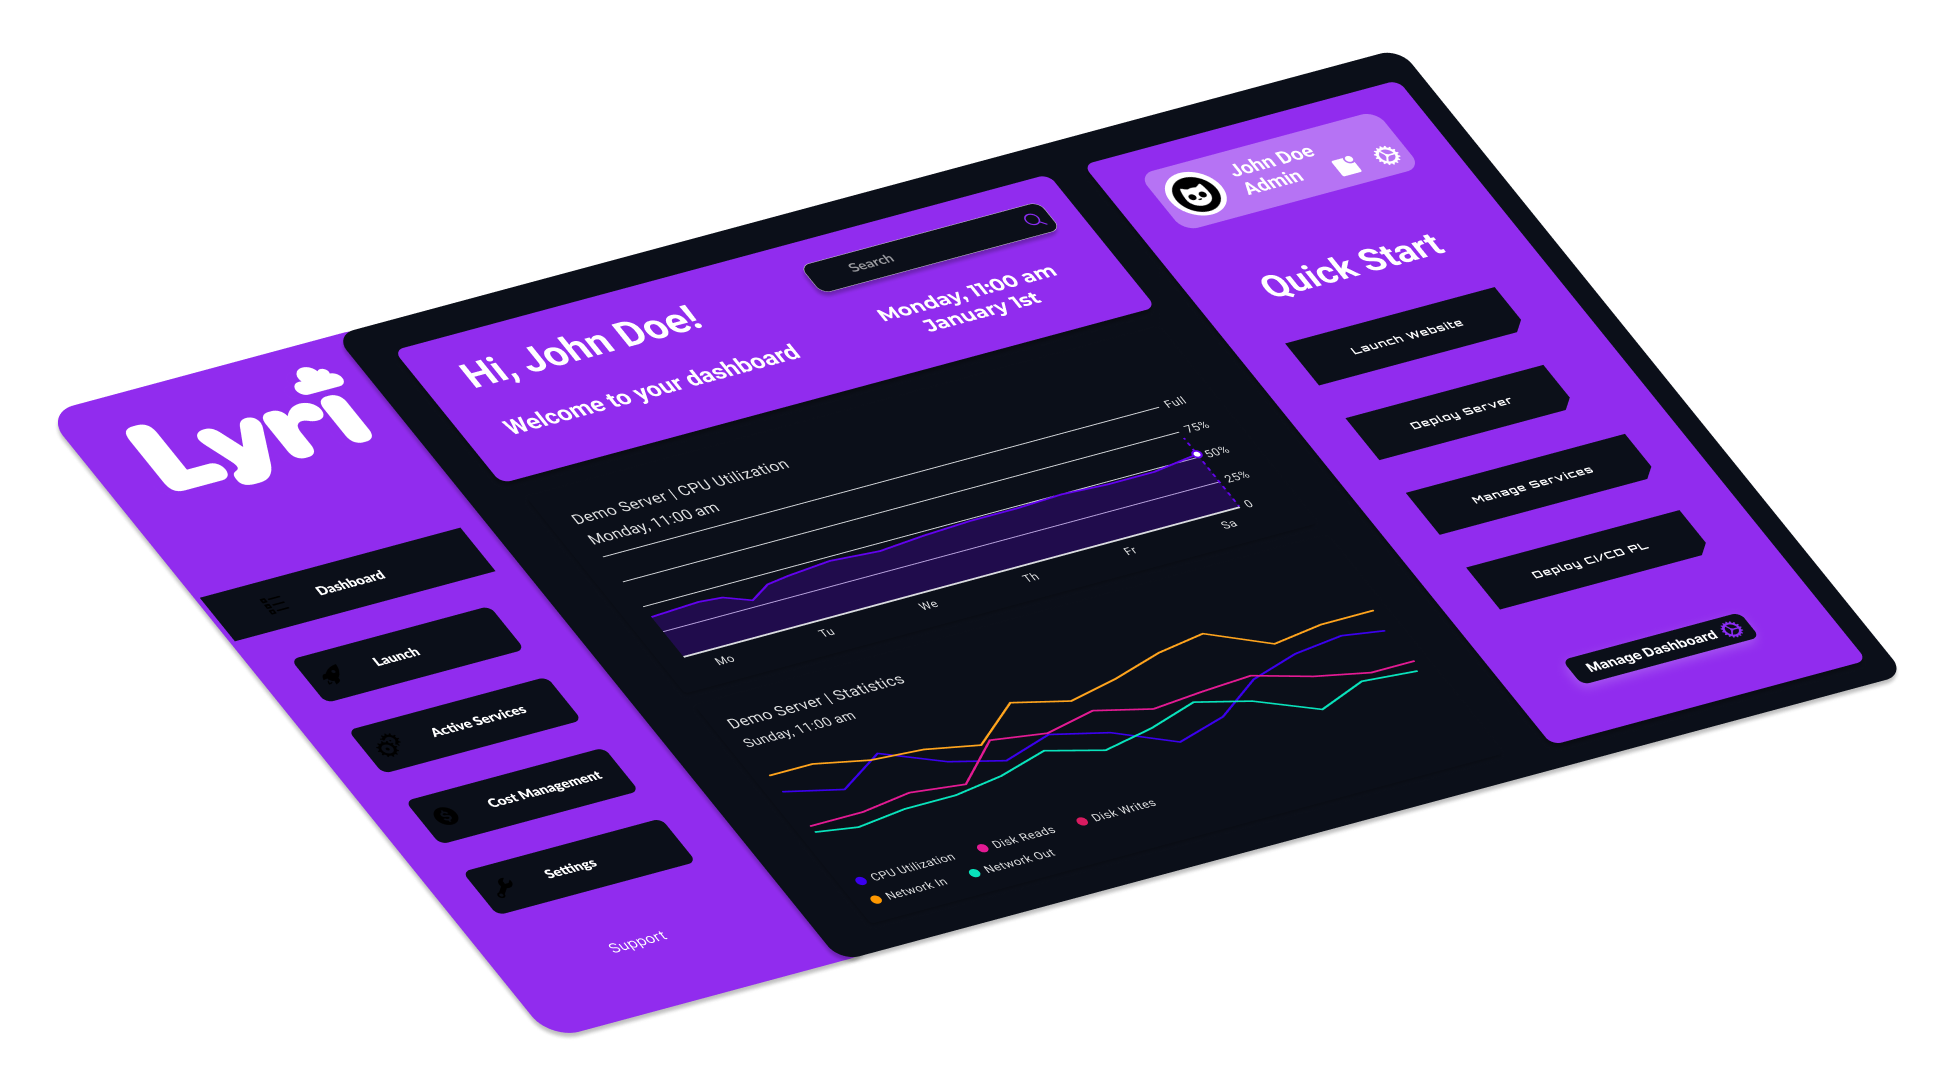 Lyri
Dashboard
Launch
Active Services
Cost Management
Settings
Support
Hi, John Doe!
Welcome to your dashboard
Search
Monday, 11:00 am
January 1st
Demo Server | CPU Utilization
Monday, 11:00 am
Full
75%
50%
25%
0
Mo
Tu
We
Th
Fr
Sa
Demo Server | Statistics
Sunday, 11:00 am
CPU Utilization
Disk Reads
Disk Writes
Network In
Network Out
John Doe
Admin
Quick Start
Launch Website
Deploy Server
Manage Services
Deploy CI/CD PL
Manage Dashboard